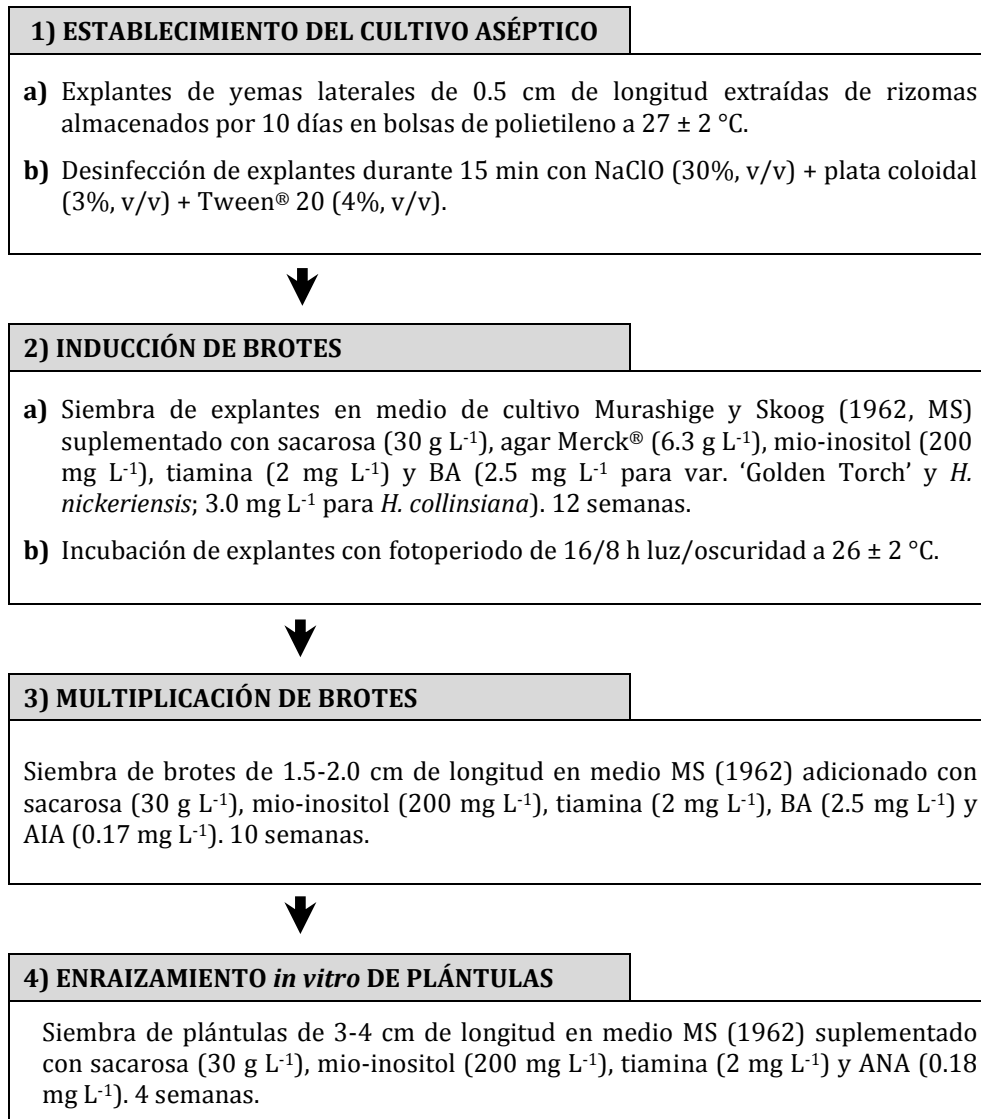 1) ESTABLECIMIENTO DEL CULTIVO ASÉPTICO
a) Explantes de yemas laterales de 0.5 cm de longitud extraídas de rizomas
almacenados por 10 días en bolsas de polietileno a 27 ± 2 °C.
b) Desinfección de explantes durante 15 min con NaClO (30%, v/v) + plata coloidal
(3%, v/v) + Tween® 20 (4%, v/v).
2) INDUCCIÓN DE BROTES
a) Siembra de explantes en medio de cultivo Murashige y Skoog (1962, MS)
suplementado con sacarosa (30 g L⁻¹), agar Merck® (6.3 g L⁻¹), mio-inositol (200
mg L⁻¹), tiamina (2 mg L⁻¹) y BA (2.5 mg L⁻¹ para var. ‘Golden Torch’ y H.
nickeriensis; 3.0 mg L⁻¹ para H. collinsiana). 12 semanas.
b) Incubación de explantes con fotoperiodo de 16/8 h luz/oscuridad a 26 ± 2 °C.
3) MULTIPLICACIÓN DE BROTES
Siembra de brotes de 1.5-2.0 cm de longitud en medio MS (1962) adicionado con
sacarosa (30 g L⁻¹), mio-inositol (200 mg L⁻¹), tiamina (2 mg L⁻¹), BA (2.5 mg L⁻¹) y
AIA (0.17 mg L⁻¹). 10 semanas.
4) ENRAIZAMIENTO in vitro DE PLÁNTULAS
Siembra de plántulas de 3-4 cm de longitud en medio MS (1962) suplementado
con sacarosa (30 g L⁻¹), mio-inositol (200 mg L⁻¹), tiamina (2 mg L⁻¹) y ANA (0.18
mg L⁻¹). 4 semanas.